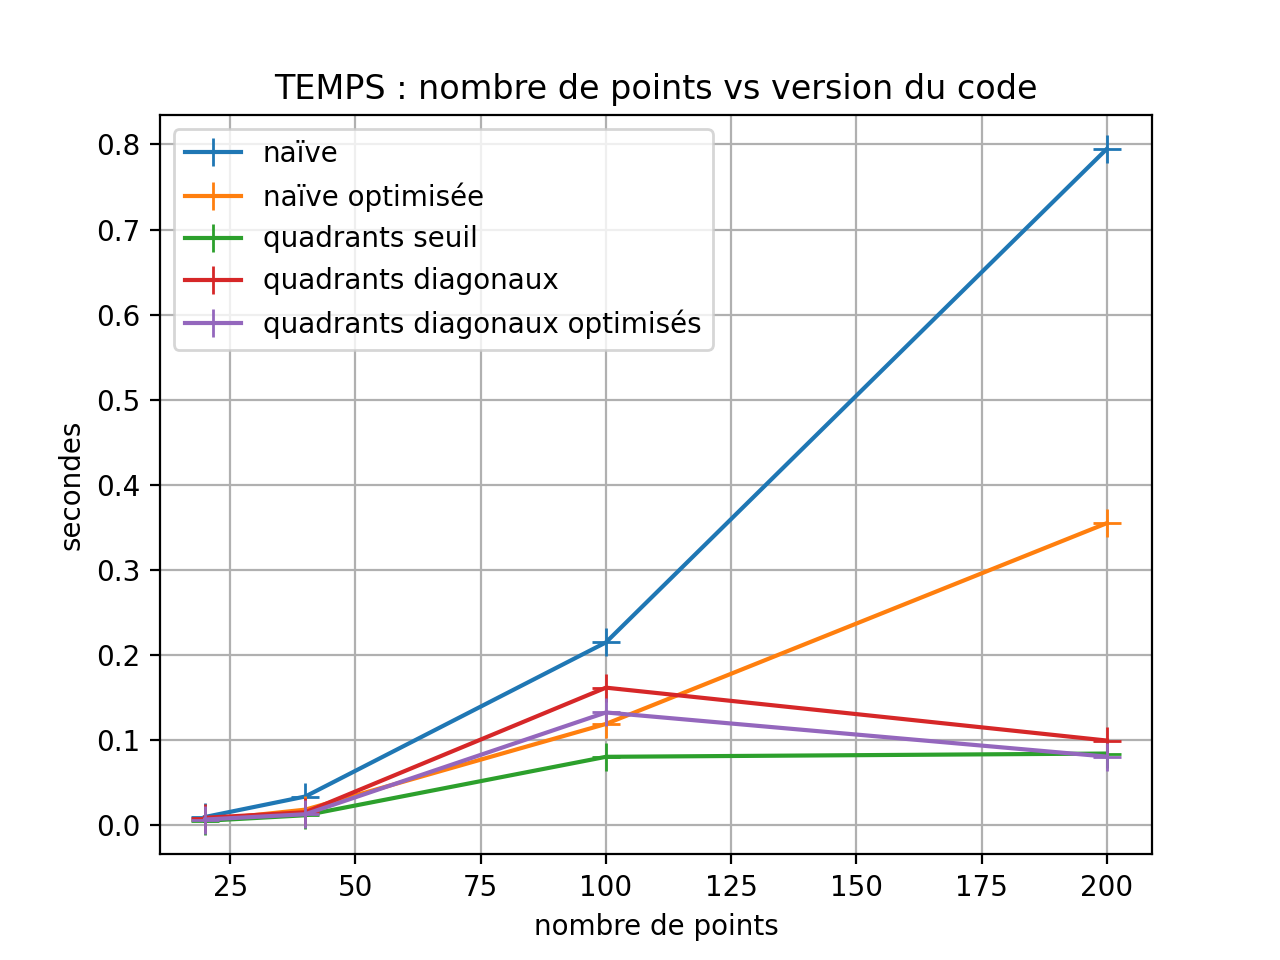 TEMPS : nombre de points vs version du code
naïve
naïve optimisée
quadrants seuil
quadrants diagonaux
quadrants diagonaux optimisés
0.8
0.7
0.6
0.5
0.4
0.3
0.2
0.1
0.0
secondes
25 50 75 100 125 150 175 200
nombre de points